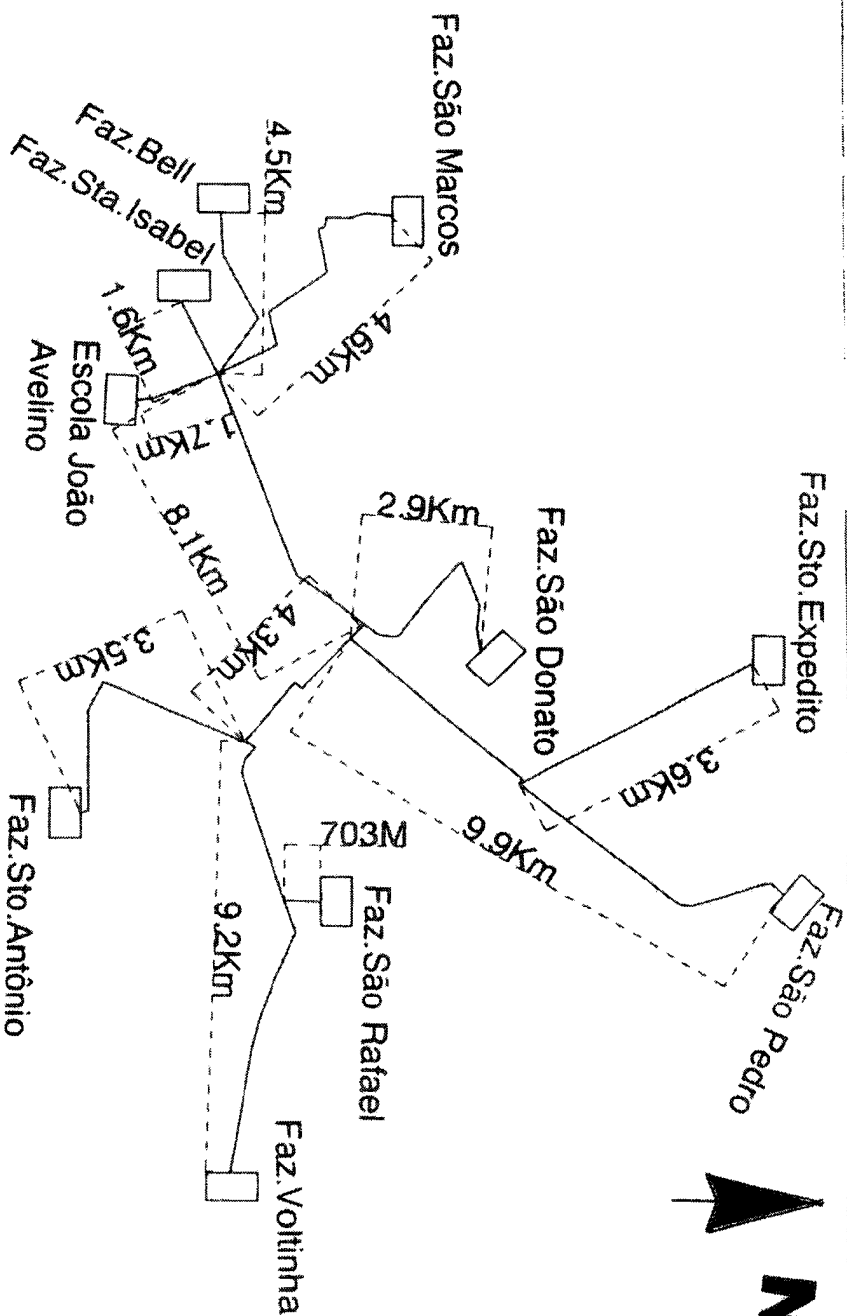 Faz.São Marcos
Faz.Bell
4.5Km
Faz.Sta.Isabel
4.6Km
1.6Km
Escola João
Avelino
1.7Km
8.1Km
2.9Km
Faz.São Donato
Faz.Sto.Expedito
4.3Km
3.5Km
3.6Km
9.9Km
Faz.São Pedro
703M
9.2Km
Faz.São Rafael
Faz.Sto.Antônio
Faz.Voltinha
N